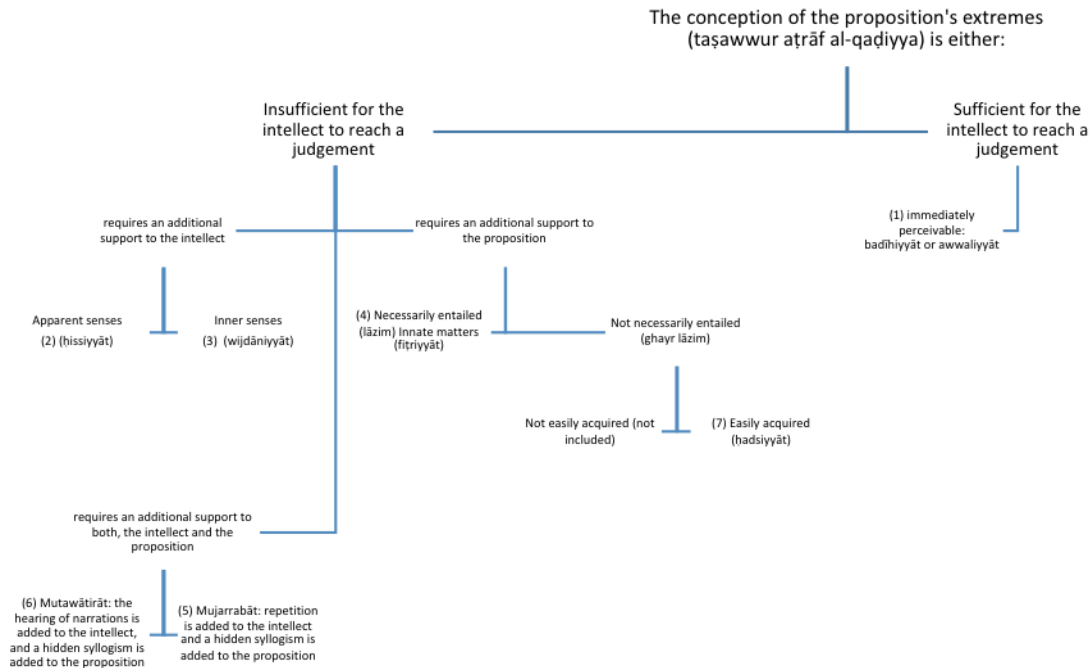 The conception of the proposition's extremes
(taṣawwur aṭrāf al-qaḍiyya) is either:
Insufficient for the
intellect to reach a
judgement
Sufficient for the
intellect to reach a
judgement
requires an additional
support to the intellect
requires an additional support to
the proposition
(1) immediately
perceivable:
badīhiyyāt or awwaliyyāt
Apparent senses
(2) (ḥissiyyāt)
Inner senses
(3) (wijdāniyyāt)
(4) Necessarily entailed
(lāzim) Innate matters
(fiṭriyyāt)
Not necessarily entailed
(ghayr lāzim)
Not easily acquired (not
included)
(7) Easily acquired
(ḥadsiyyāt)
requires an additional support to
both, the intellect and the
proposition
(6) Mutawātirāt: the
hearing of narrations is
added to the intellect,
and a hidden syllogism is
added to the proposition
(5) Mujarrabāt: repetition
is added to the intellect
and a hidden syllogism is
added to the proposition